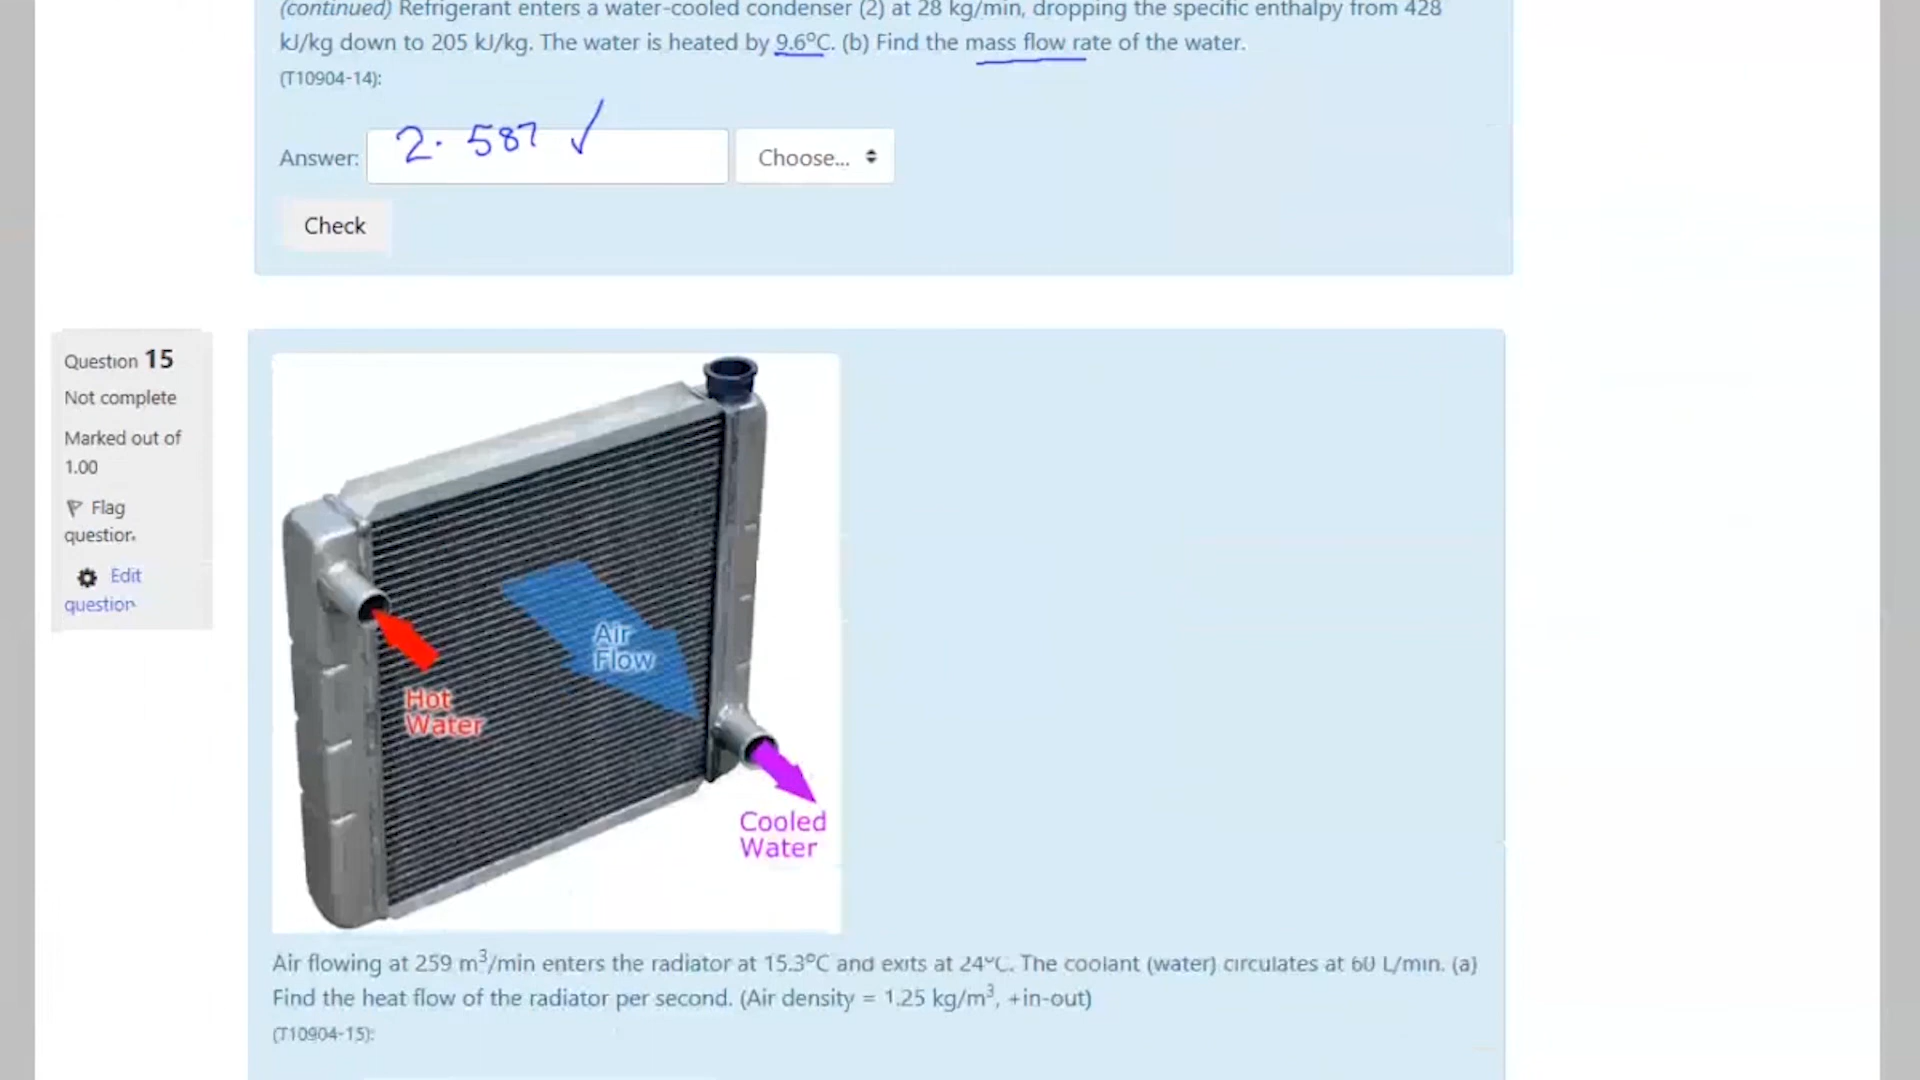 (continued) Refrigerant enters a water-cooled condenser (2) at 28 kg/min, dropping the specific enthalpy from 428
kJ/kg down to 205 kJ/kg. The water is heated by 9.6°C. (b) Find the mass flow rate of the water.
(T10904-14):
Answer: 2.587 ✓ Choose...
Check
Question 15
Not complete
Marked out of
1.00
Flag
question
Edit
question
Air
Flow
Hot
Water
Cooled
Water
Air flowing at 259 m³/min enters the radiator at 15.3°C and exits at 24°C. The coolant (water) circulates at 60 L/min. (a)
Find the heat flow of the radiator per second. (Air density = 1.25 kg/m³, +in-out)
(T10904-15):